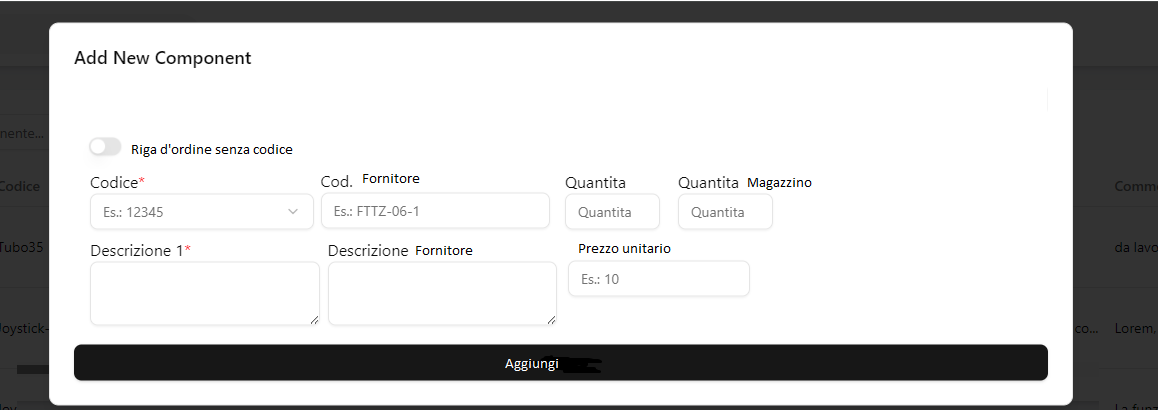 Add New Component
nente...
Riga d'ordine senza codice
Codice* Cod. Fornitore Quantita Quantita Magazzino
Es.: 12345 Es.: FTTZ-06-1 Quantita Quantita
Codice
Comme
Descrizione 1* Descrizione Fornitore Prezzo unitario
Tubo35
da lavo
Es.: 10
Joystick-
co... Lorem,
Aggiungi
Joy
La funz